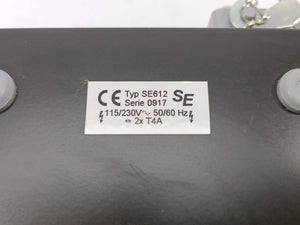 CE Typ SE612 SE
Serie 0917
115/230V~ 50/60 Hz
2x T4A